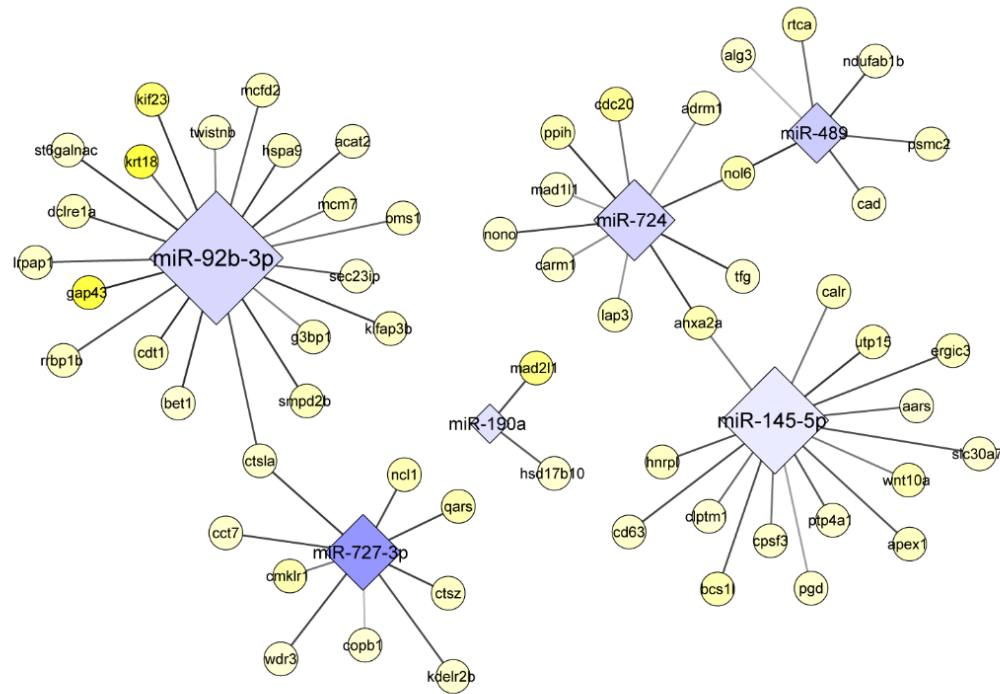 rtca
alg3
ndufab1b
mcfd2
kif23
cdc20
adrm1
twistnb
ppih
miR-489
acat2
st6galnac
hspa9
psmc2
krt18
nol6
mad1l1
cad
mcm7
dclre1a
oms1
miR-724
nono
miR-92b-3p
carm1
lrpap1
sec23ip
tfg
calr
gap43
lap3
anxa2a
kifap3b
g3bp1
utp15
ergic3
cdt1
rrbp1b
mad2l1
smpd2b
bet1
aars
miR-190a
miR-145-5p
slc30a7
ctsla
hnrpl
hsd17b10
ncl1
wnt10a
qars
clptm1
ptp4a1
cct7
cd63
cpsf3
apex1
miR-727-3p
cmklr1
bcs1l
pgd
ctsz
copb1
wdr3
kdelr2b